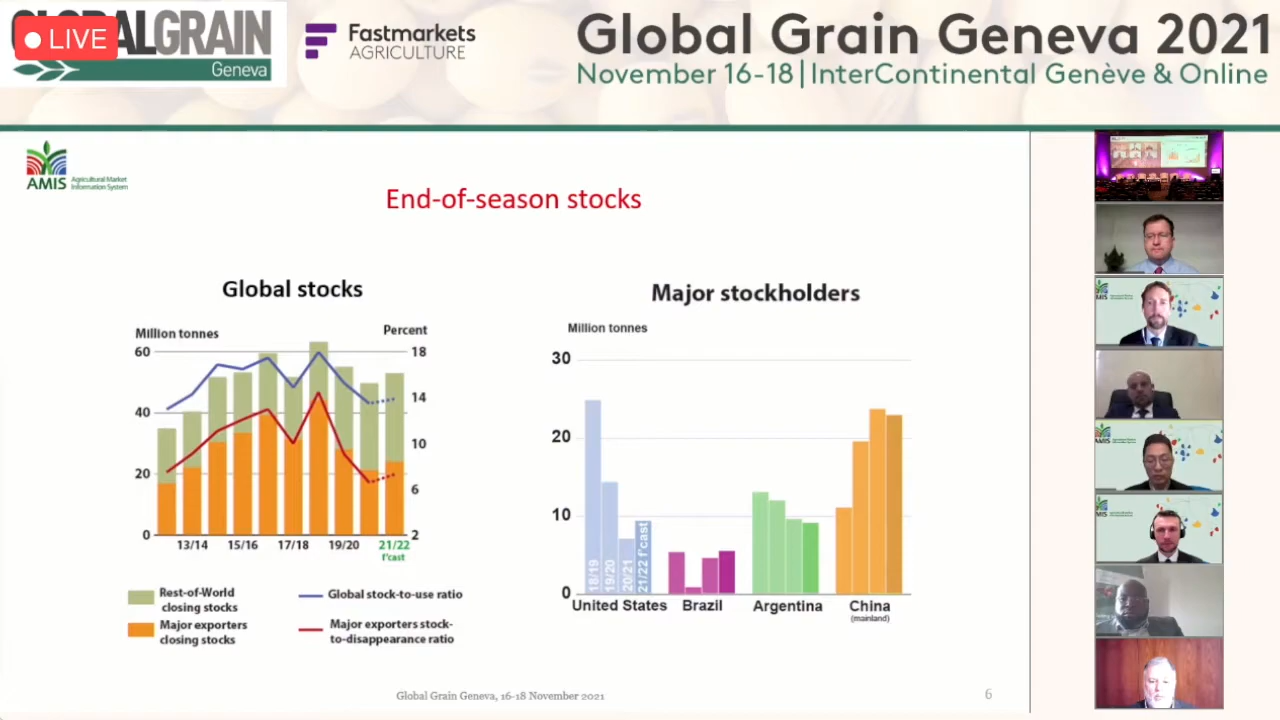 LIVE
GLOBALGRAIN
Geneva
Fastmarkets
AGRICULTURE
Global Grain Geneva 2021
November 16-18|InterContinental Genève & Online
AMIS
Agricultural Market
Information System
End-of-season stocks
Global stocks
Million tonnes
Percent
60
40
20
0
18
14
10
6
2
13/14
15/16
17/18
19/20
21/22
f'cast
Rest-of-World
closing stocks
Major exporters
closing stocks
Global stock-to-use ratio
Major exporters stock-
to-disappearance ratio
Major stockholders
Million tonnes
30
20
10
0
18/19
19/20
20/21
21/22 f'cast
United States
Brazil
Argentina
China
(mainland)
Global Grain Geneva, 16-18 November 2021
6